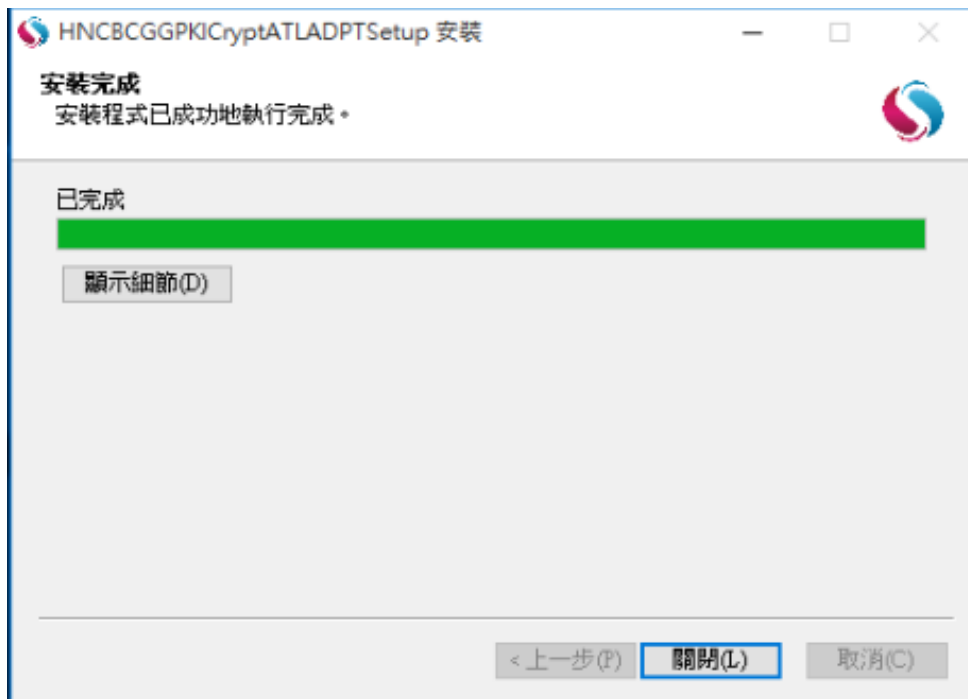 HNCBCGGPKICryptATLADPTSetup 安裝
安裝完成
安裝程式已成功地執行完成。
已完成
顯示細節(D)
<上一步(P)
關閉(L)
取消(C)